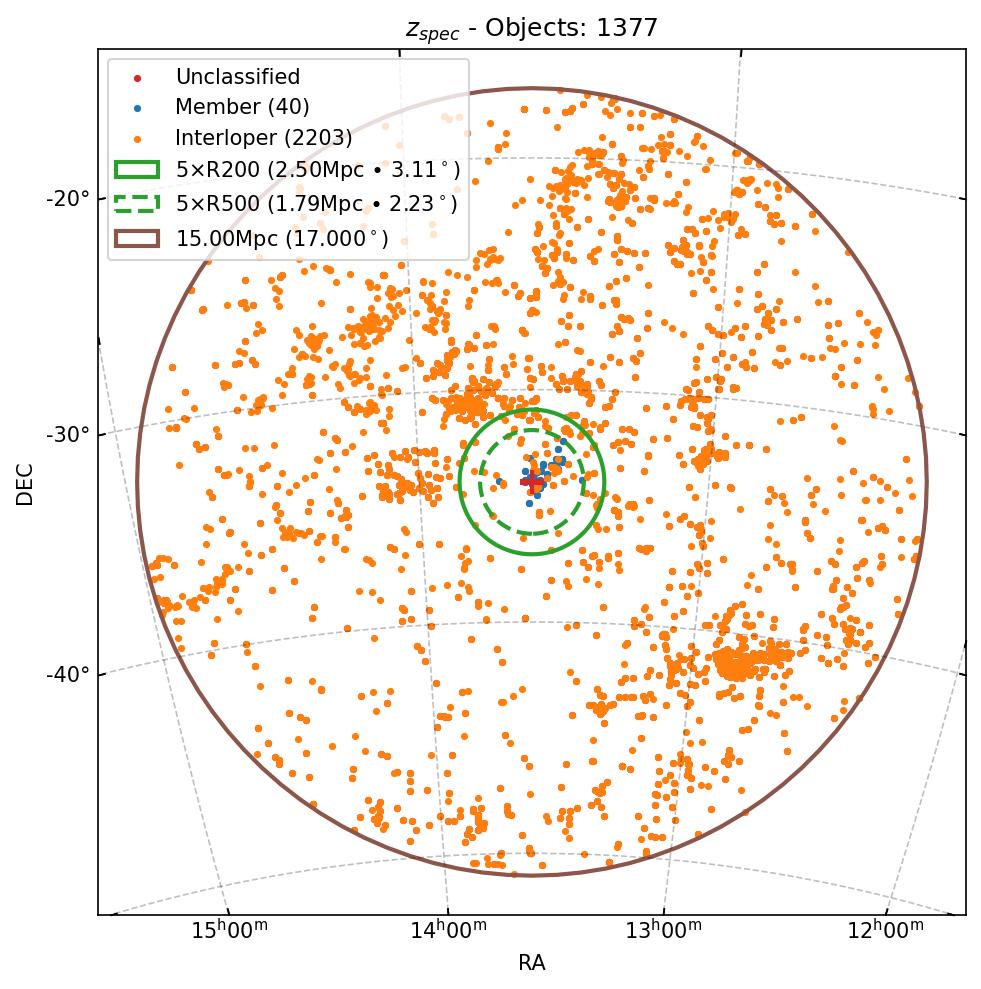 z_spec - Objects: 1377
Unclassified
Member (40)
Interloper (2203)
5×R200 (2.50Mpc • 3.11°)
5×R500 (1.79Mpc • 2.23°)
15.00Mpc (17.000°)
-20°
-30°
-40°
DEC
15ʰ00ᵐ 14ʰ00ᵐ 13ʰ00ᵐ 12ʰ00ᵐ
RA